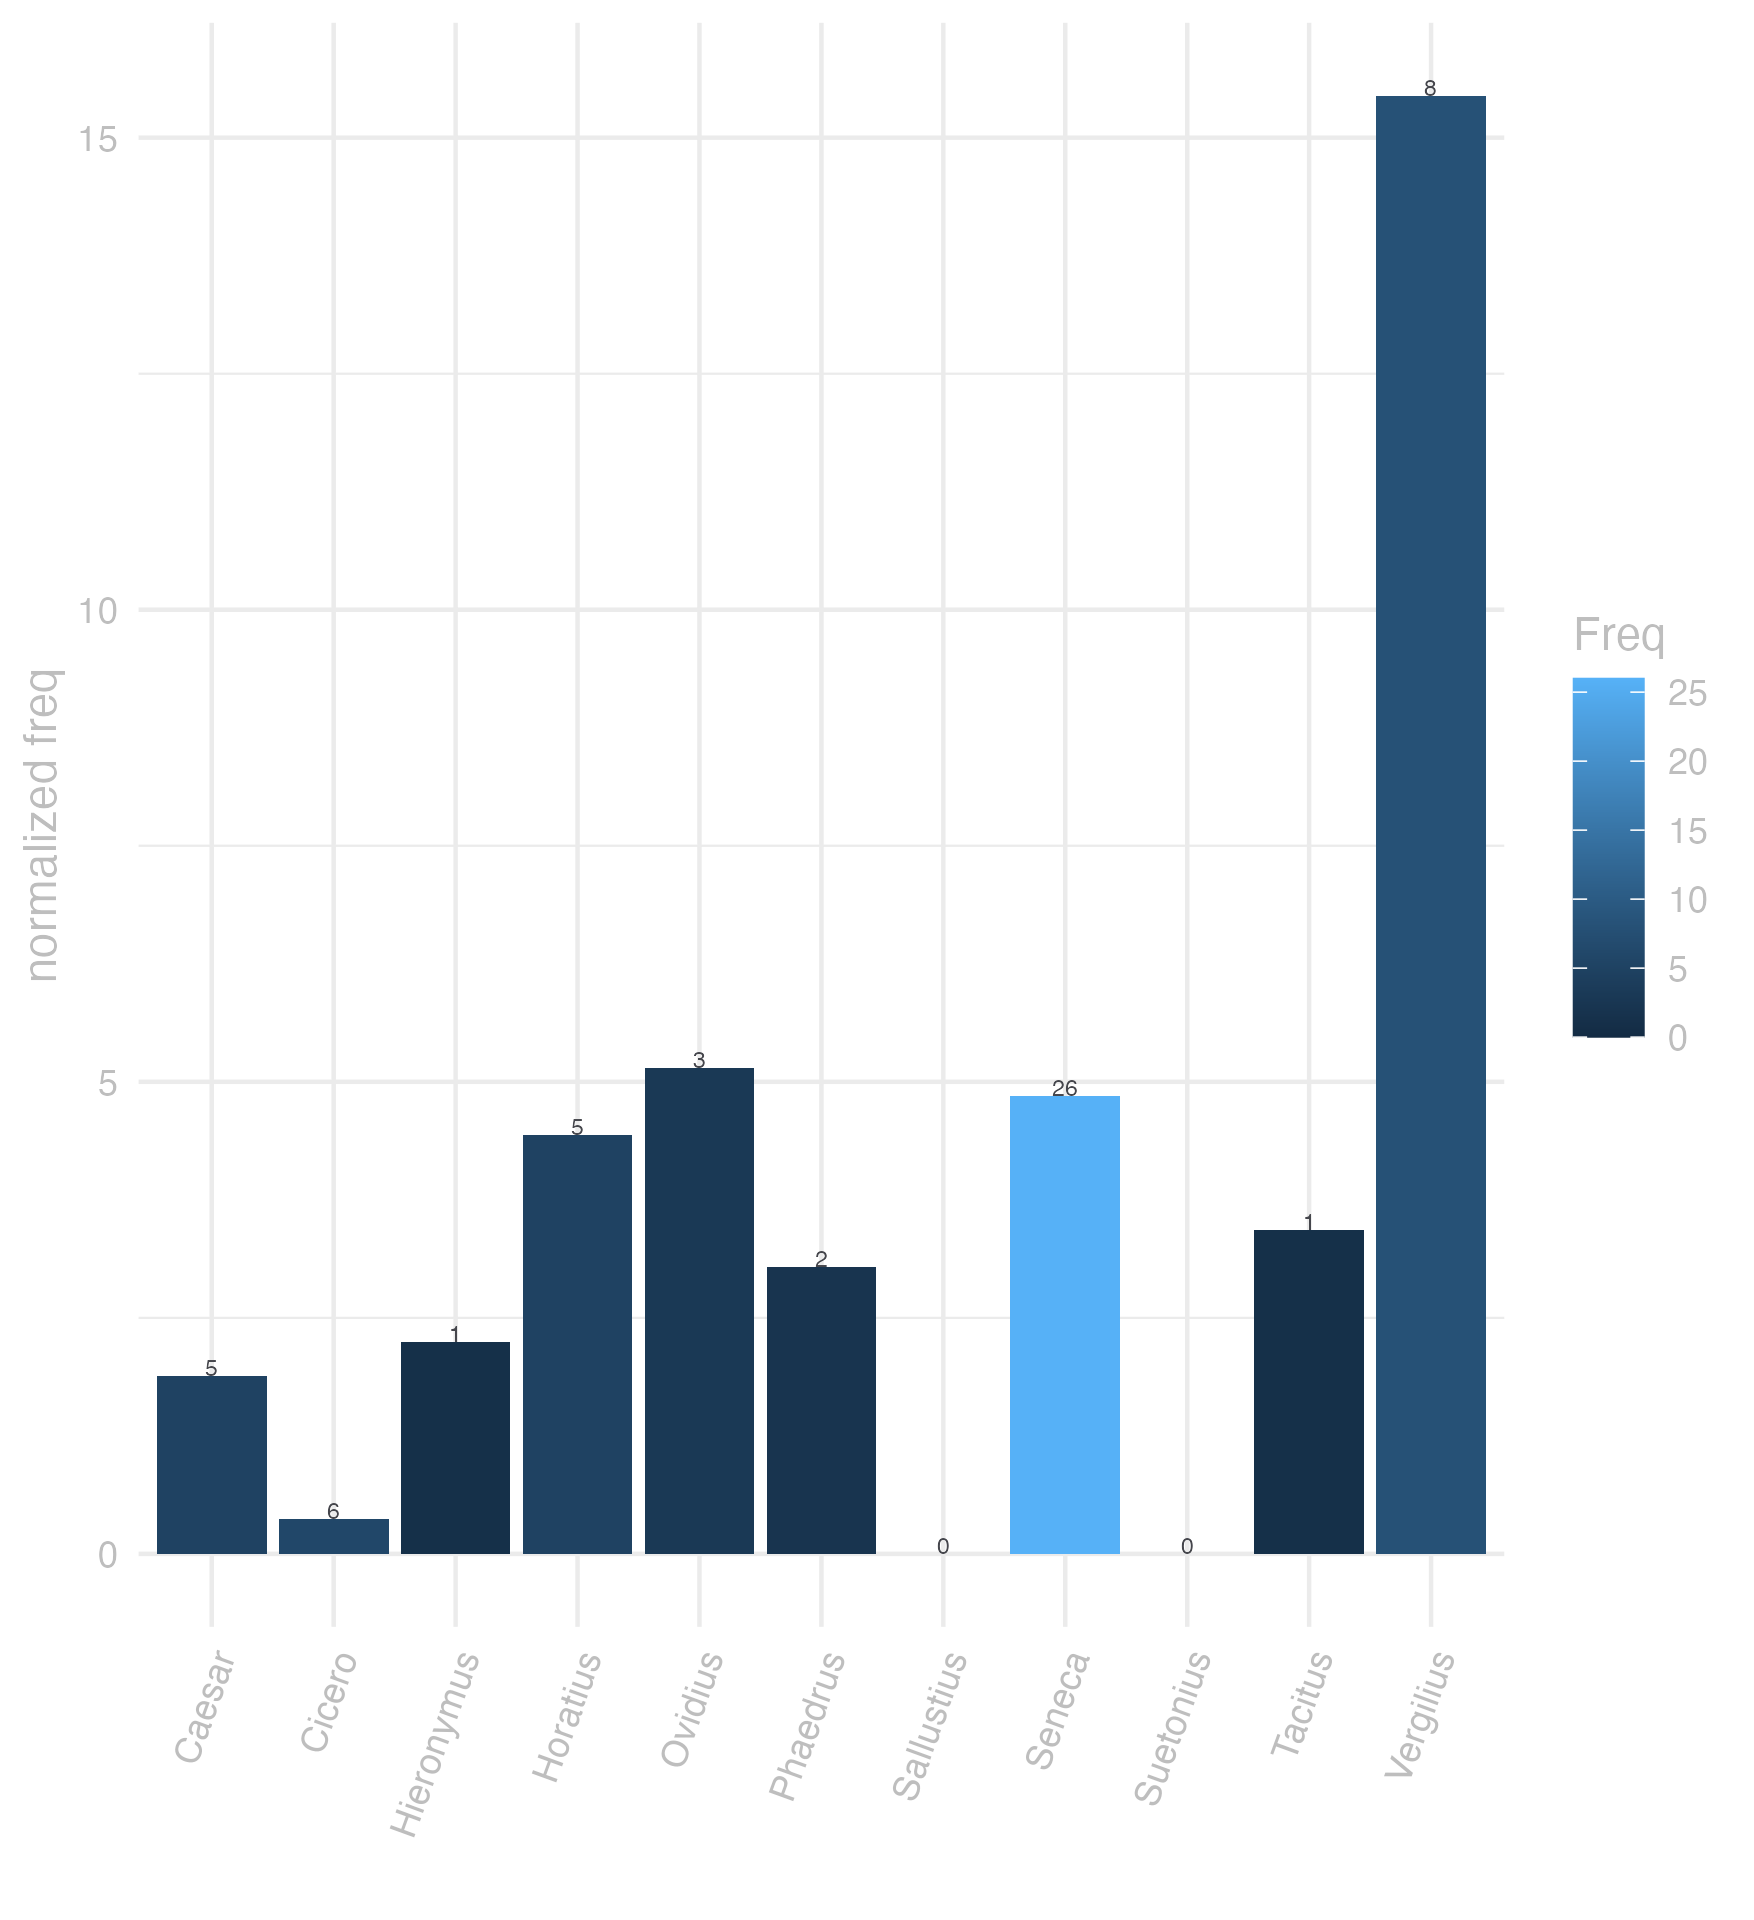 normalized freq
15
10
5
0
5
6
1
5
3
2
0
26
0
1
8
Caesar
Cicero
Hieronymus
Horatius
Ovidius
Phaedrus
Sallustius
Seneca
Suetonius
Tacitus
Vergilius
Freq
25
20
15
10
5
0